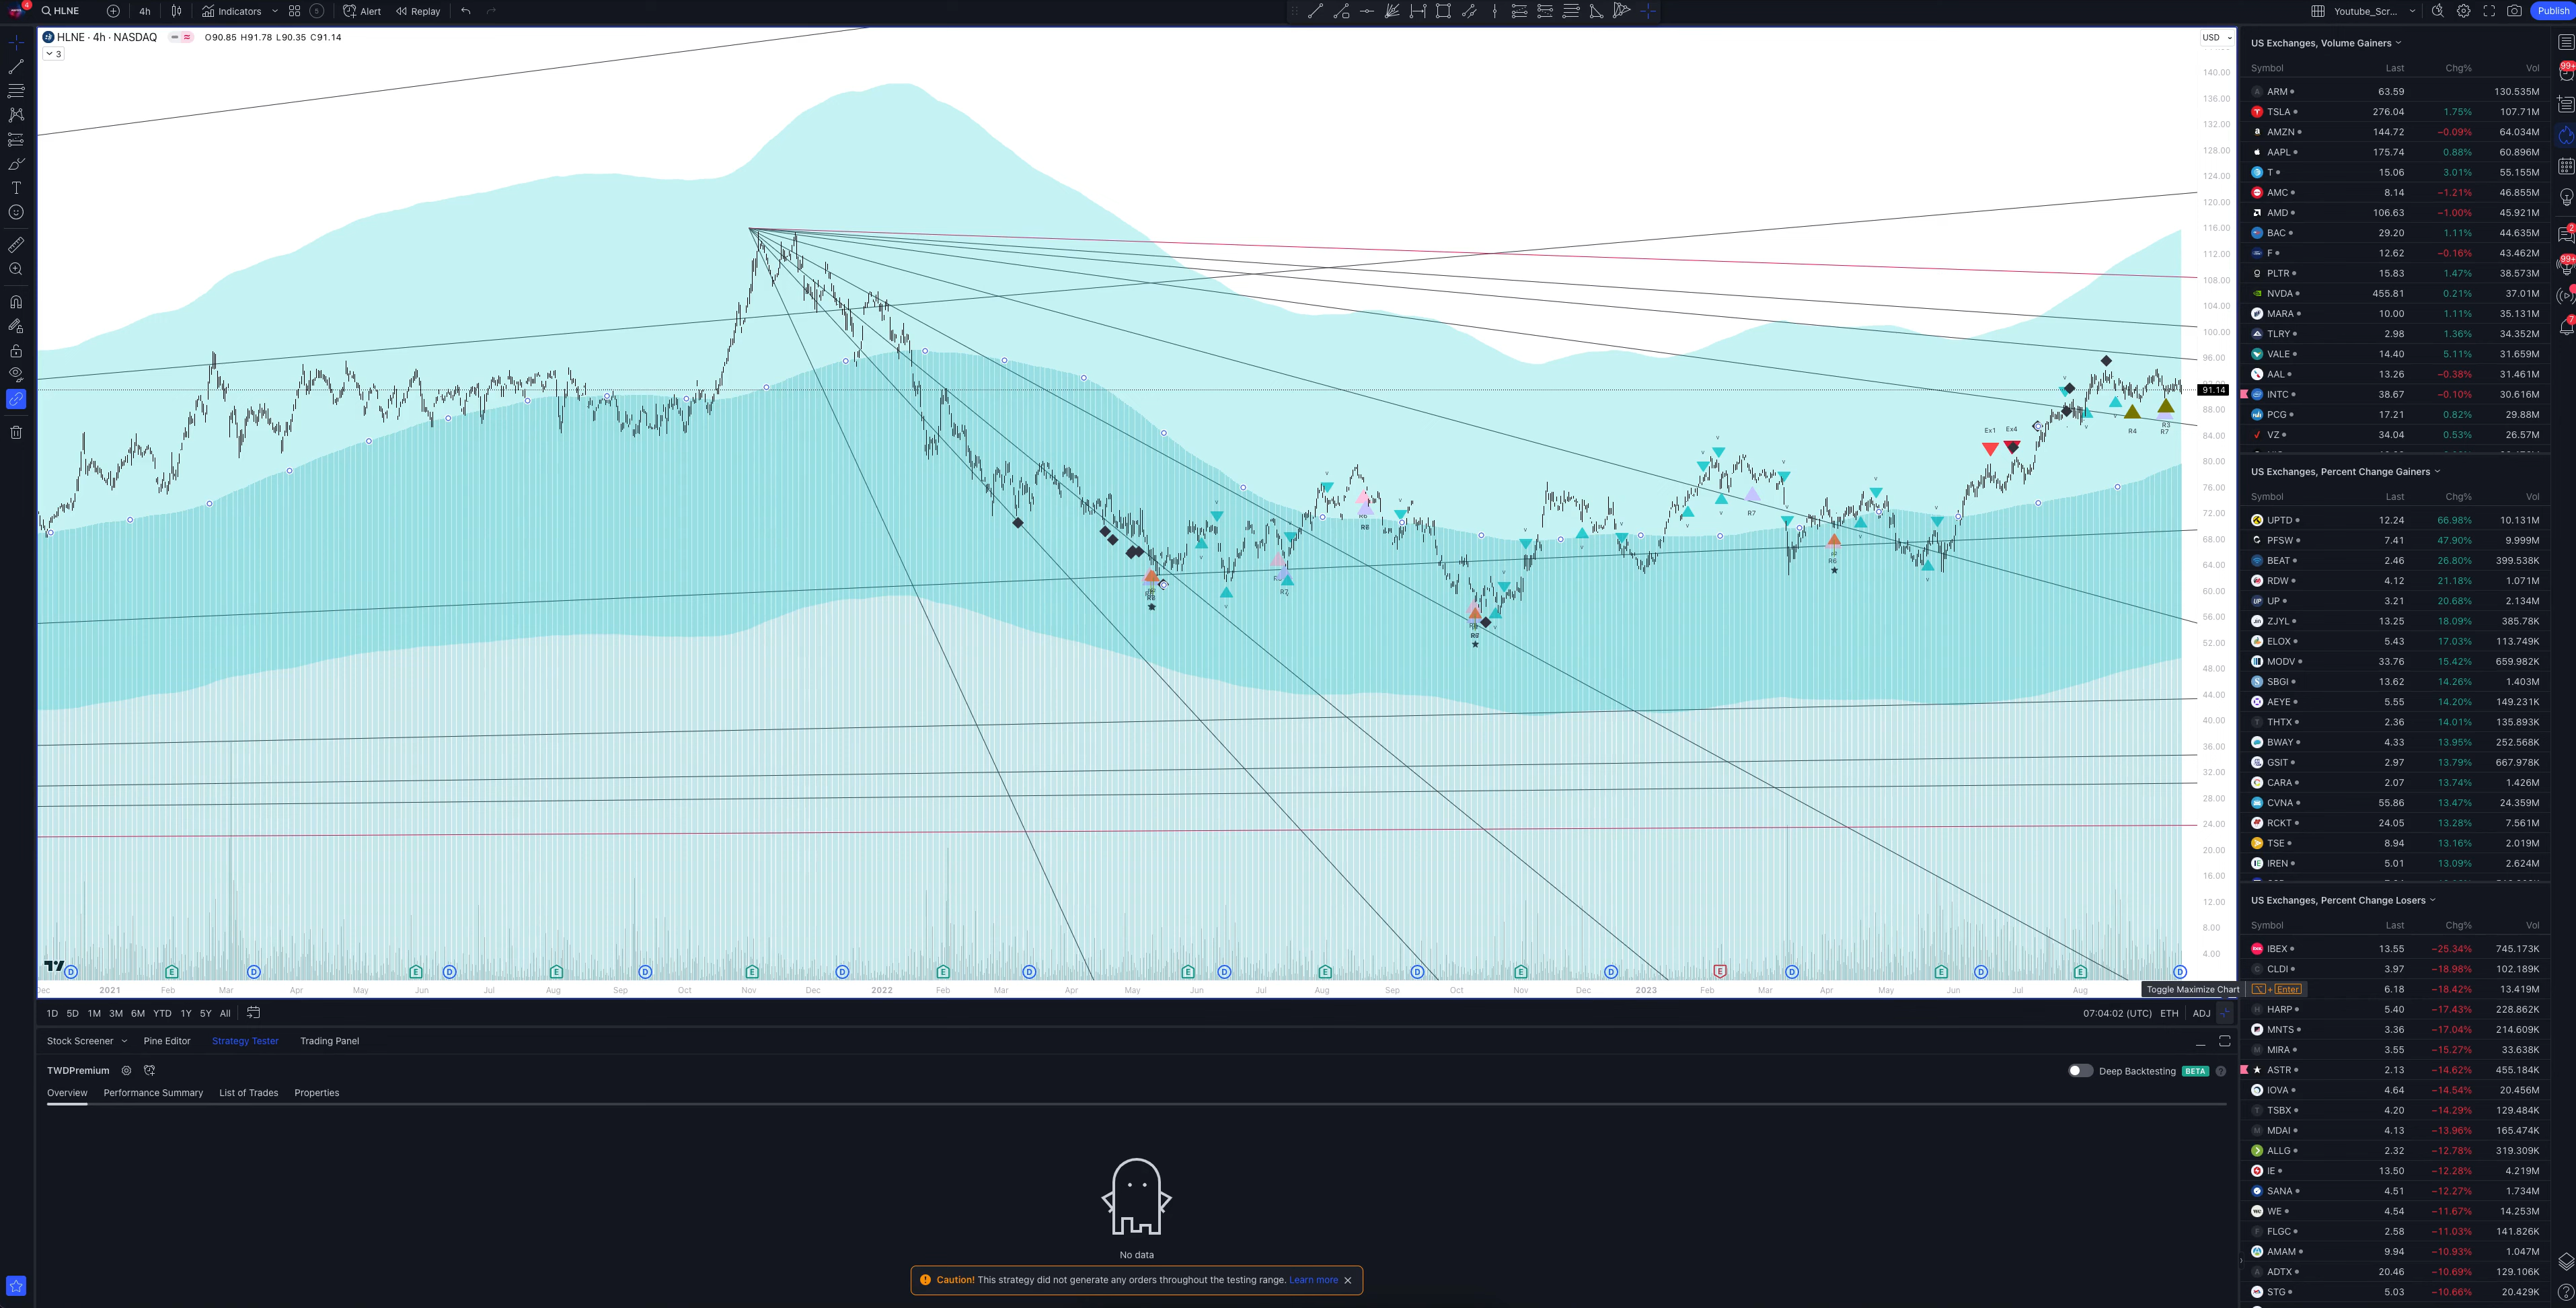 4
HLNE
4h
Indicators
5
Alert
Replay
Youtube_Scr...
Publish
HLNE · 4h · NASDAQ
O90.85 H91.78 L90.35 C91.14
3
USD
140.00
136.00
132.00
128.00
124.00
120.00
116.00
112.00
108.00
104.00
100.00
96.00
91.14
88.00
84.00
80.00
76.00
72.00
68.00
64.00
60.00
56.00
52.00
48.00
44.00
40.00
36.00
32.00
28.00
24.00
20.00
16.00
12.00
8.00
4.00
Ex1 Ex4
R4
R3
R7
R7
R8
R7
R6
Dec 2021 Feb Mar Apr May Jun Jul Aug Sep Oct Nov Dec 2022 Feb Mar Apr May Jun Jul Aug Sep Oct Nov Dec 2023 Feb Mar Apr May Jun Jul Aug
Toggle Maximize Chart ⌥ + Enter
1D 5D 1M 3M 6M YTD 1Y 5Y All
07:04:02 (UTC) ETH ADJ
Stock Screener Pine Editor Strategy Tester Trading Panel
TWDPremium
Deep Backtesting BETA
Overview Performance Summary List of Trades Properties
No data
Caution! This strategy did not generate any orders throughout the testing range. Learn more
US Exchanges, Volume Gainers
Symbol Last Chg% Vol
ARM 63.59 130.535M
TSLA 276.04 1.75% 107.71M
AMZN 144.72 −0.09% 64.034M
AAPL 175.74 0.88% 60.896M
T 15.06 3.01% 55.155M
AMC 8.14 −1.21% 46.855M
AMD 106.63 −1.00% 45.921M
BAC 29.20 1.11% 44.635M
F 12.62 −0.16% 43.462M
PLTR 15.83 1.47% 38.573M
NVDA 455.81 0.21% 37.01M
MARA 10.00 1.11% 35.131M
TLRY 2.98 1.36% 34.352M
VALE 14.40 5.11% 31.659M
AAL 13.26 −0.38% 31.461M
INTC 38.67 −0.10% 30.616M
PCG 17.21 0.82% 29.88M
VZ 34.04 0.53% 26.57M
US Exchanges, Percent Change Gainers
Symbol Last Chg% Vol
UPTD 12.24 66.98% 10.131M
PFSW 7.41 47.90% 9.999M
BEAT 2.46 26.80% 399.538K
RDW 4.12 21.18% 1.071M
UP 3.21 20.68% 2.134M
ZJYL 13.25 18.09% 385.78K
ELOX 5.43 17.03% 113.749K
MODV 33.76 15.42% 659.982K
SBGI 13.62 14.26% 1.403M
AEYE 5.55 14.20% 149.231K
THTX 2.36 14.01% 135.893K
BWAY 4.33 13.95% 252.568K
GSIT 2.97 13.79% 667.978K
CARA 2.07 13.74% 1.426M
CVNA 55.86 13.47% 24.359M
RCKT 24.05 13.28% 7.561M
TSE 8.94 13.16% 2.019M
IREN 5.01 13.09% 2.624M
US Exchanges, Percent Change Losers
Symbol Last Chg% Vol
IBEX 13.55 −25.34% 745.173K
CLDI 3.97 −18.98% 102.189K
6.18 −18.42% 13.419M
HARP 5.40 −17.43% 228.862K
MNTS 3.36 −17.04% 214.609K
MIRA 3.55 −15.27% 33.638K
ASTR 2.13 −14.62% 455.184K
IOVA 4.64 −14.54% 20.456M
TSBX 4.20 −14.29% 129.484K
MDAI 4.13 −13.96% 165.474K
ALLG 2.32 −12.78% 319.309K
IE 13.50 −12.28% 4.219M
SANA 4.51 −12.27% 1.734M
WE 4.54 −11.67% 14.253M
FLGC 2.58 −11.03% 141.826K
AMAM 9.94 −10.93% 1.047M
ADTX 20.46 −10.69% 129.106K
STG 5.03 −10.66% 20.429K